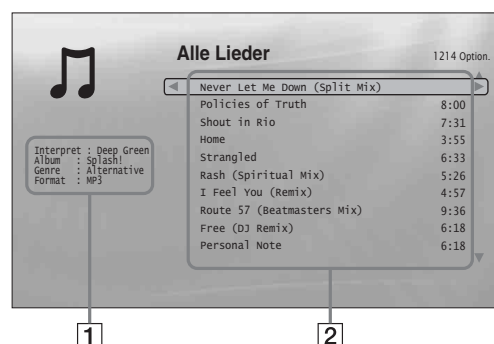 Alle Lieder
1214 Option.
Never Let Me Down (Split Mix)
Policies of Truth 8:00
Shout in Rio 7:31
Home 3:55
Strangled 6:33
Rash (Spiritual Mix) 5:26
I Feel You (Remix) 4:57
Route 57 (Beatmasters Mix) 9:36
Free (DJ Remix) 6:18
Personal Note 6:18
Interpret : Deep Green
Album : Splash!
Genre : Alternative
Format : MP3
1
2